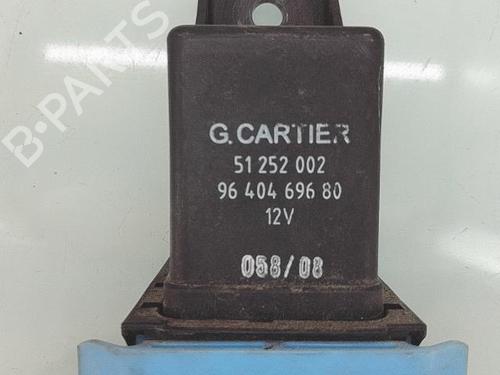 B-PARTS
G.CARTIER
51 252 002
96 404 696 80
12V
058/08